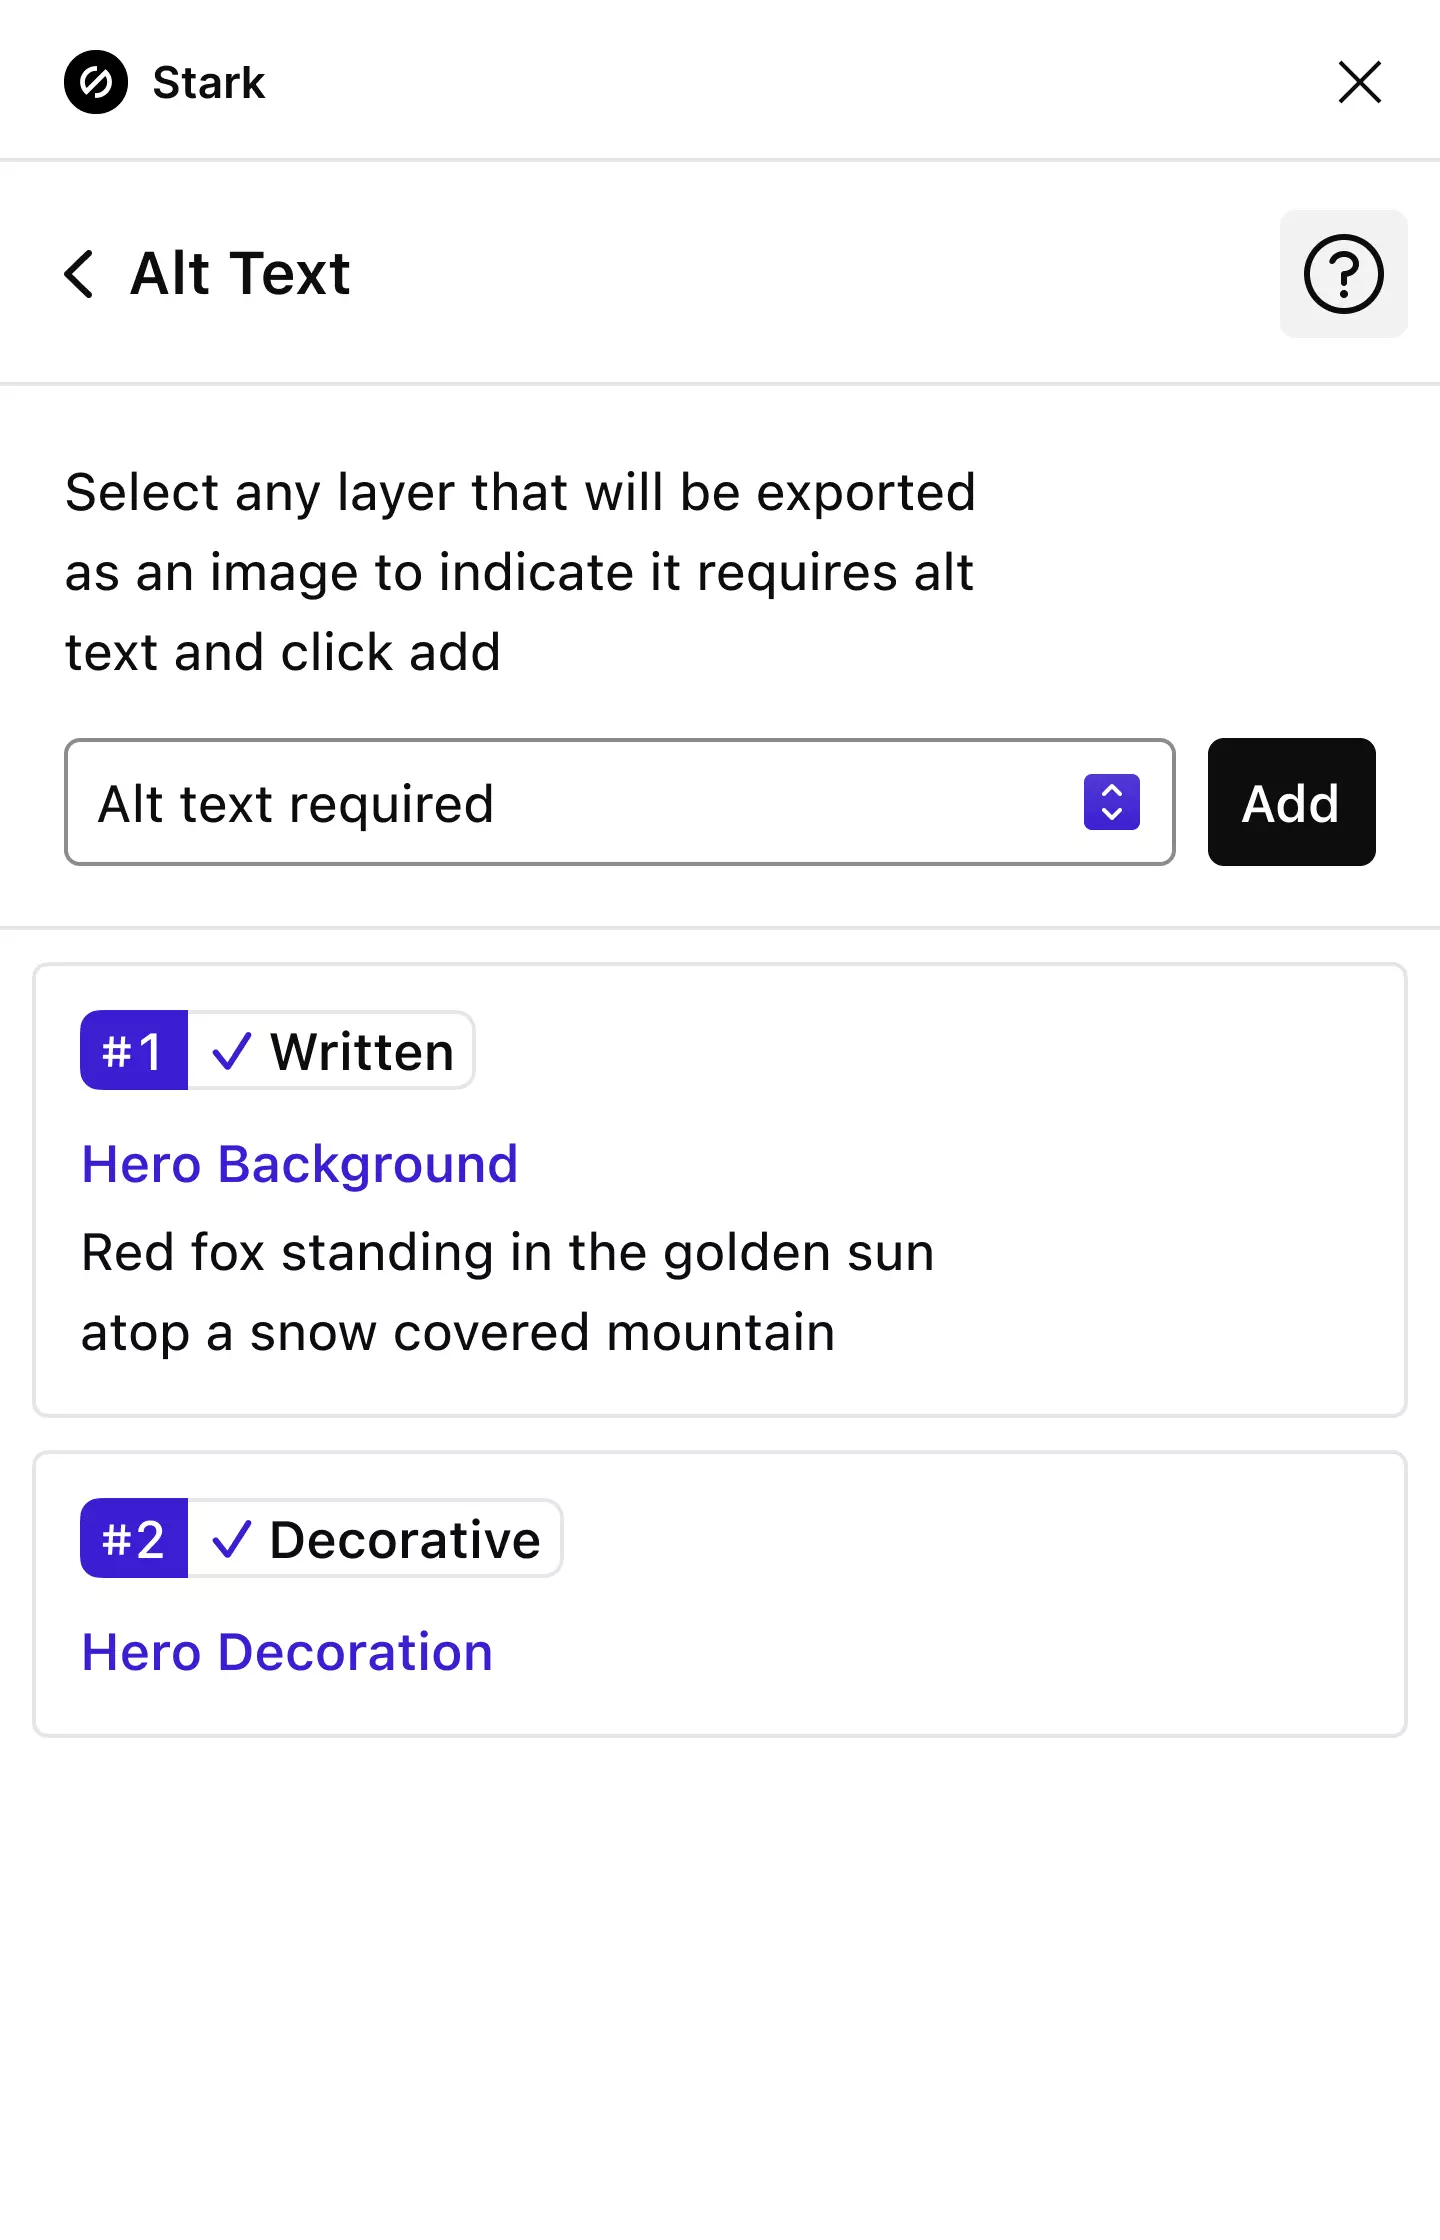 Stark
Alt Text
Select any layer that will be exported
as an image to indicate it requires alt
text and click add
Alt text required
Add
#1 Written
Hero Background
Red fox standing in the golden sun
atop a snow covered mountain
#2 Decorative
Hero Decoration